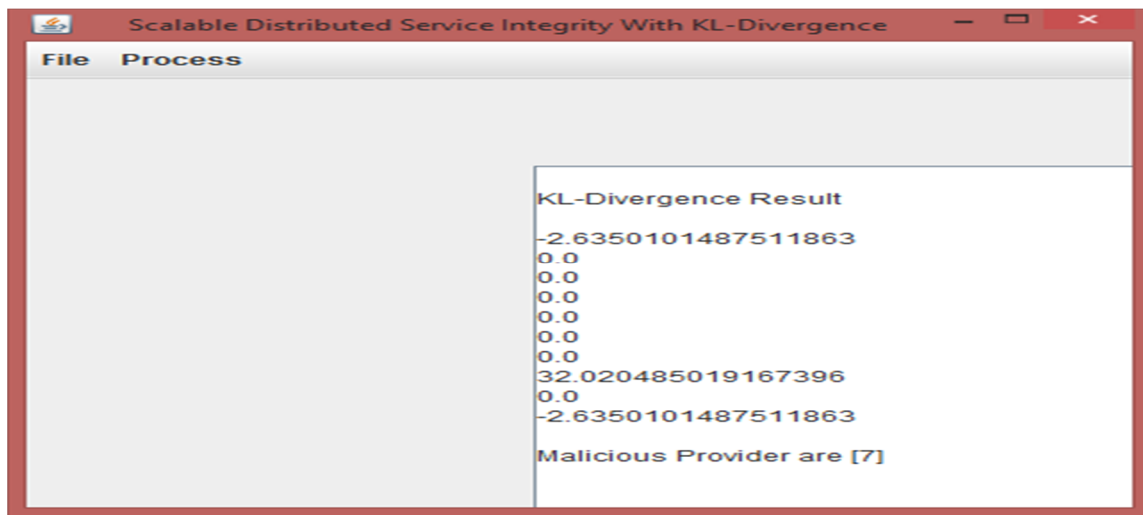 Scalable Distributed Service Integrity With KL-Divergence
File Process
KL-Divergence Result
-2.6350101487511863
0.0
0.0
0.0
0.0
0.0
0.0
32.020485019167396
0.0
-2.6350101487511863
Malicious Provider are [7]